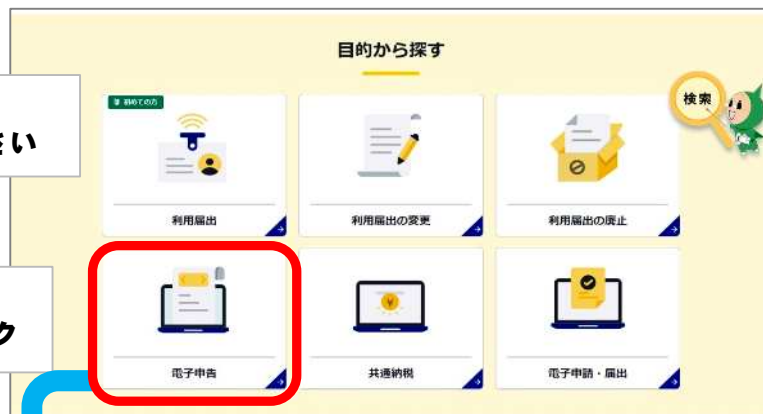 目的から探す
さい
検索
初めての方
利用届出
利用届出の変更
利用届出の廃止
ク
電子申告
共通納税
電子申請・届出